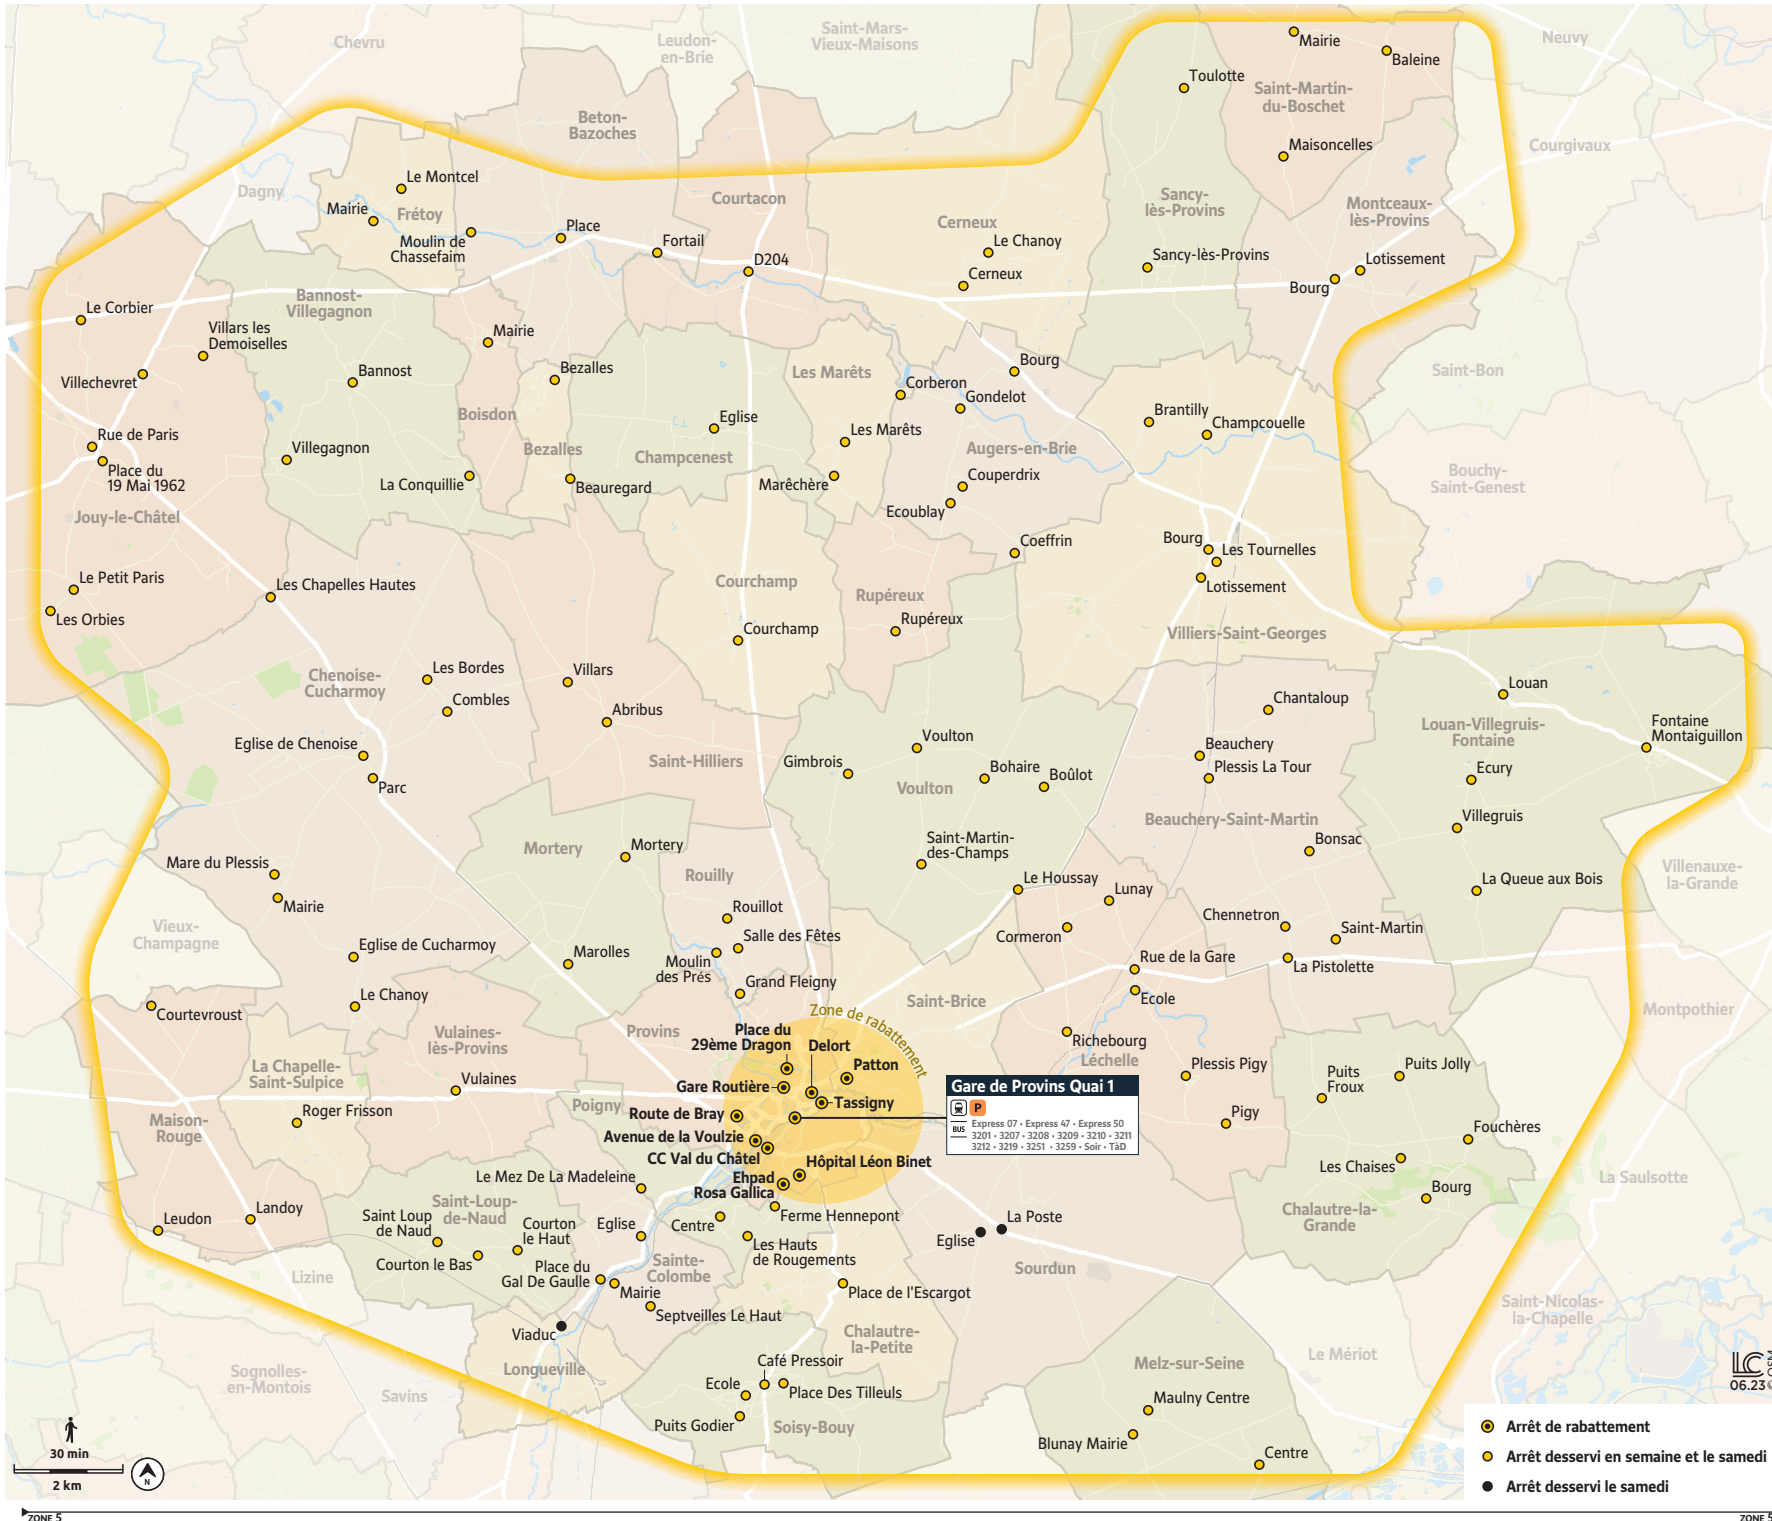 Saint-Mars-
Vieux-Maisons
Chevru
Leudon-
en-Brie
Neuvy
Mairie
Baleine
Toulotte
Saint-Martin-
du-Boschet
Beton-
Bazoches
Maisoncelles
Courgivaux
Le Montcel
Dagny
Mairie
Frétoy
Courtacon
Sancy-
lès-Provins
Montceaux-
lès-Provins
Moulin de
Chassefaim
Place
Fortail
Cerneux
Le Chanoy
D204
Sancy-lès-Provins
Lotissement
Cerneux
Bourg
Bannost-
Villegagnon
Le Corbier
Villars les
Demoiselles
Mairie
Villechevret
Bannost
Bezalles
Les Marêts
Bourg
Saint-Bon
Corberon
Gondelot
Boisdon
Eglise
Brantilly
Champcouelle
Rue de Paris
Les Marêts
Place du
19 Mai 1962
Villegagnon
Bezalles
Champcenest
Augers-en-Brie
Bouchy-
Saint-Genest
La Conquillie
Beauregard
Marêchère
Couperdrix
Ecoublay
Jouy-le-Châtel
Coeffrin
Bourg
Les Tournelles
Le Petit Paris
Les Chapelles Hautes
Courchamp
Rupéreux
Lotissement
Les Orbies
Courchamp
Rupéreux
Villiers-Saint-Georges
Chenoise-
Cucharmoy
Les Bordes
Villars
Louan
Combles
Abribus
Chantaloup
Louan-Villegruis-
Fontaine
Fontaine
Montaiguillon
Eglise de Chenoise
Voulton
Beauchery
Saint-Hilliers
Gimbrois
Bohaire
Boûlot
Plessis La Tour
Ecury
Parc
Voulton
Beauchery-Saint-Martin
Villegruis
Mortery
Mortery
Saint-Martin-
des-Champs
Bonsac
Mare du Plessis
Rouilly
Villenauxe-
la-Grande
Le Houssay
Lunay
La Queue aux Bois
Mairie
Rouillot
Vieux-
Champagne
Cormeron
Chennetron
Saint-Martin
Salle des Fêtes
Eglise de Cucharmoy
Marolles
Moulin
des Prés
Rue de la Gare
La Pistolette
Grand Fleigny
Le Chanoy
Saint-Brice
Ecole
Montpothier
Courtevroust
Zone de rabattement
Vulaines-
lès-Provins
Provins
Place du
29ème Dragon
Delort
Richebourg
La Chapelle-
Saint-Sulpice
Patton
Léchelle
Plessis Pigy
Puits Jolly
Vulaines
Gare Routière
Gare de Provins Quai 1
P
BUS
Express 07 • Express 47 • Express 50
3201 • 3207 • 3208 • 3209 • 3210 • 3211
3212 • 3219 • 3251 • 3259 • Soir • TàD
Puits
Froux
Poigny
Tassigny
Roger Frisson
Route de Bray
Maison-
Rouge
Pigy
Avenue de la Voulzie
Fouchères
CC Val du Châtel
Hôpital Léon Binet
Les Chaises
Le Mez De La Madeleine
Ehpad
Rosa Gallica
La Saulsotte
Bourg
Saint-Loup-
de-Naud
Landoy
Leudon
Saint Loup
de Naud
Courton
le Haut
Eglise
Centre
Ferme Hennepont
La Poste
Chalautre-la-
Grande
Eglise
Les Hauts
de Rougements
Courton le Bas
Place du
Gal De Gaulle
Sainte-
Colombe
Sourdun
Lizine
Mairie
Place de l'Escargot
Septveilles Le Haut
Saint-Nicolas-
la-Chapelle
Viaduc
Chalautre-
la-Petite
Le Mériot
Café Pressoir
Melz-sur-Seine
Longueville
Sognolles-
en-Montois
Savins
Ecole
Place Des Tilleuls
Maulny Centre
Puits Godier
Soisy-Bouy
Blunay Mairie
Centre
LC
06.23 © OSM
30 min
2 km
N
Arrêt de rabattement
Arrêt desservi en semaine et le samedi
Arrêt desservi le samedi
ZONE 5
ZONE 5